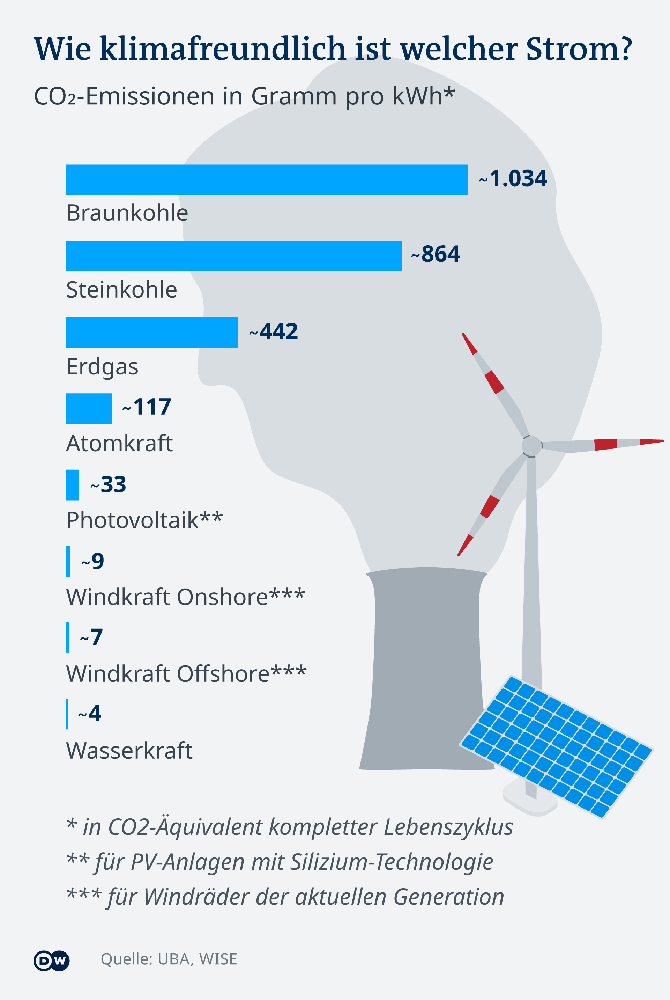 Wie klimafreundlich ist welcher Strom?
CO₂-Emissionen in Gramm pro kWh*
~1.034
Braunkohle
~864
Steinkohle
~442
Erdgas
~117
Atomkraft
~33
Photovoltaik**
~9
Windkraft Onshore***
~7
Windkraft Offshore***
~4
Wasserkraft
* in CO2-Äquivalent kompletter Lebenszyklus
** für PV-Anlagen mit Silizium-Technologie
*** für Windräder der aktuellen Generation
DW
Quelle: UBA, WISE